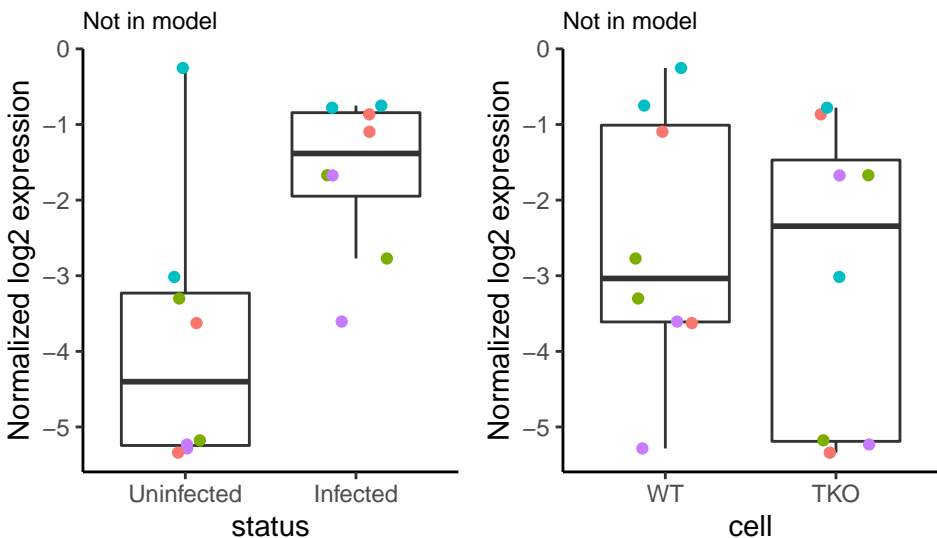 Not in model
Normalized log2 expression
0
−1
−2
−3
−4
−5
Uninfected
Infected
status
Not in model
Normalized log2 expression
0
−1
−2
−3
−4
−5
WT
TKO
cell